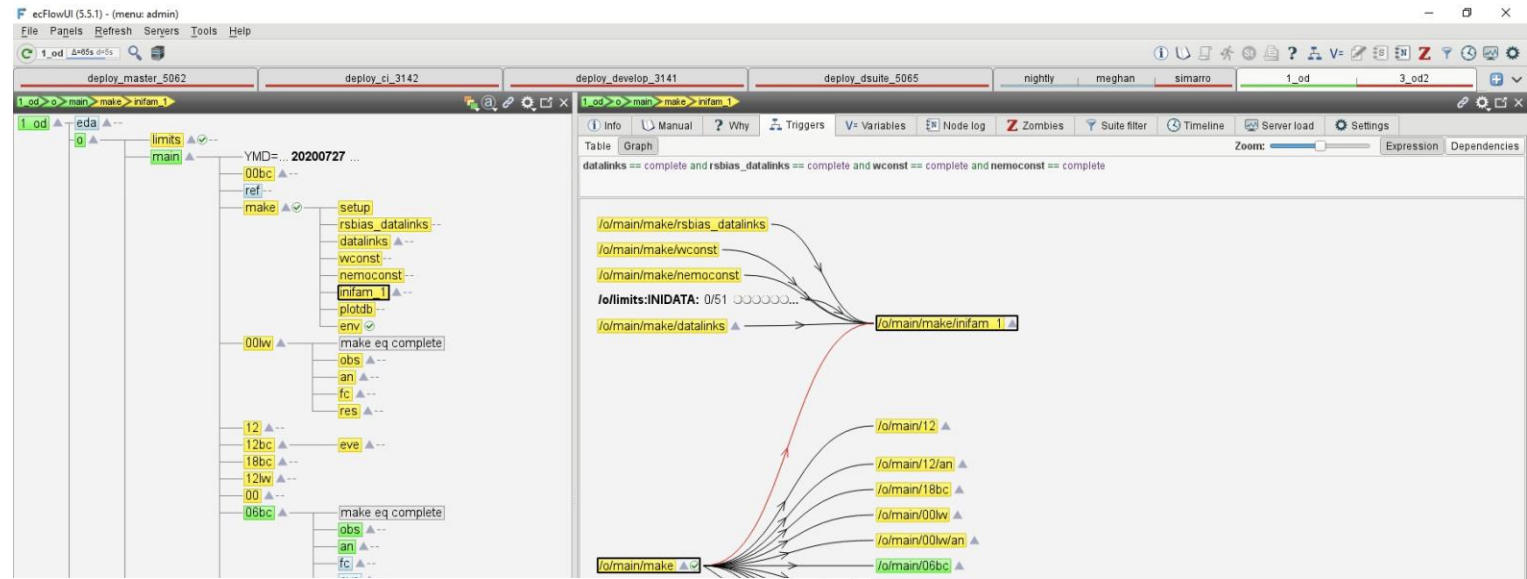 ecFlowUI (5.5.1) - (menu: admin)
File Panels Refresh Servers Tools Help
1_od Δ=65s d=5s
deploy_master_5062 deploy_ci_3142 deploy_develop_3141 deploy_dsuite_5065 nightly meghan simarro 1_od 3_od2
1_od o main make inifam_1
1_od eda
o limits
main YMD=... 20200727 ...
00bc
ref
make setup
rsbias_datalinks
datalinks
wconst
nemoconst
inifam_1
plotdb
env
00lw make eq complete
obs
an
fc
res
12
12bc eve
18bc
12lw
00
06bc make eq complete
obs
an
fc
1_od o main make inifam_1
Info Manual ? Why Triggers V= Variables Node log Z Zombies Suite filter Timeline Server load Settings
Table Graph Zoom: Expression Dependencies
datalinks == complete and rsbias_datalinks == complete and wconst == complete and nemoconst == complete
/o/main/make/rsbias_datalinks
/o/main/make/wconst
/o/main/make/nemoconst
/o/limits:INIDATA: 0/51 ...
/o/main/make/datalinks /o/main/make/inifam_1
/o/main/12
/o/main/12/an
/o/main/18bc
/o/main/00lw
/o/main/00lw/an
/o/main/make /o/main/06bc